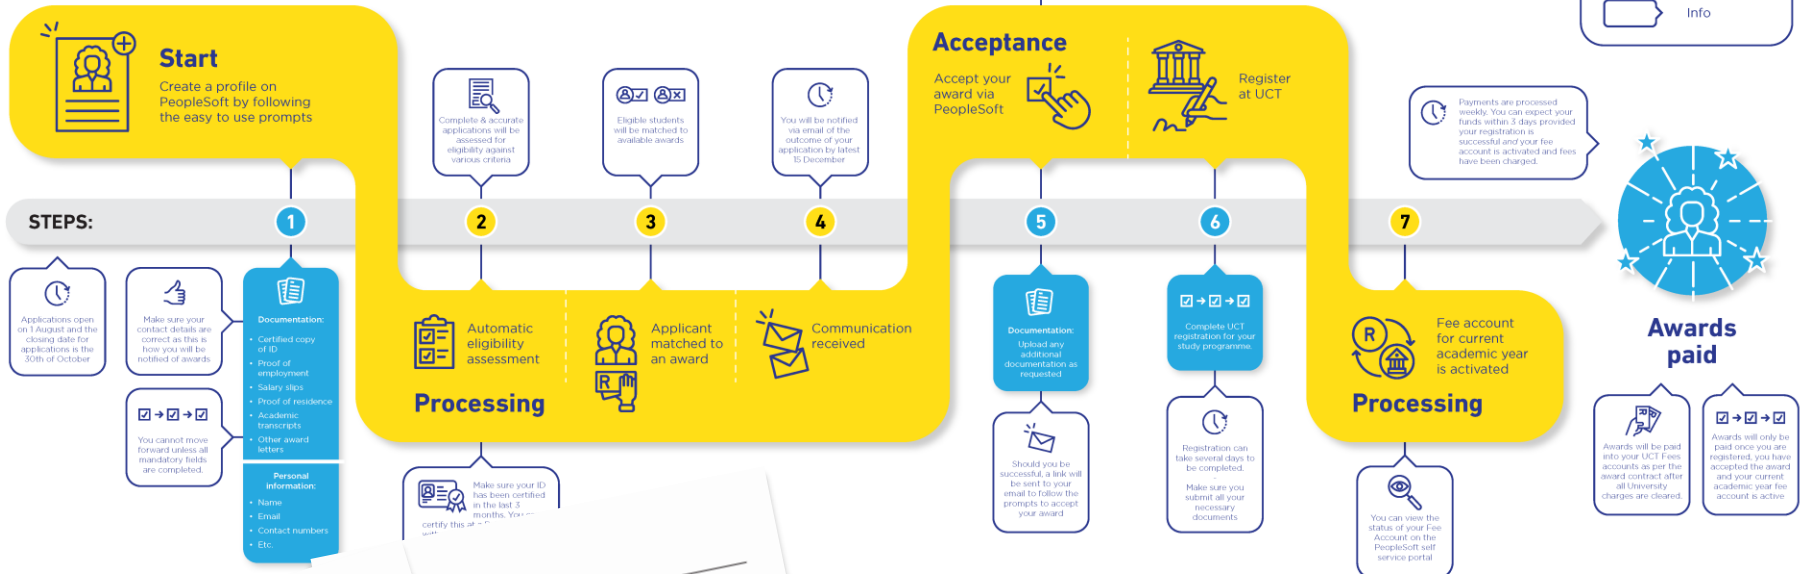 Info
Start
Create a profile on
PeopleSoft by following
the easy to use prompts
Complete & accurate
applications will be
assessed for
eligibility against
various criteria
Eligible students
will be matched to
available awards
You will be notified
via email of the
outcome of your
application by latest
15 December
Acceptance
Accept your
award via
PeopleSoft
Register
at UCT
Payments are processed
weekly. You can expect your
funds within 3 days provided
your registration is
successful and your fee
account is activated and fees
have been charged.
STEPS:
1
2
3
4
5
6
7
Applications open
on 1 August and the
closing date for
applications is the
30th of October
Make sure your
contact details are
correct as this is
how you will be
notified of awards
You cannot move
forward unless all
mandatory fields
are completed.
Documentation:
• Certified copy
of ID
• Proof of
employment
• Salary slips
• Proof of residence
• Academic
transcripts
• Other award
letters
Personal
information:
• Name
• Email
• Contact numbers
• Etc.
Automatic
eligibility
assessment
R
Applicant
matched to
an award
Communication
received
Processing
Make sure your ID
has been certified
in the last 3
months. You
certify this at a
Documentation:
Upload any
additional
documentation as
requested
Should you be
successful, a link will
be sent to your
email to follow the
prompts to accept
your award
Complete UCT
registration for your
study programme.
Registration can
take several days to
be completed.
Make sure you
submit all your
necessary
documents
R
Fee account
for current
academic year
is activated
Processing
You can view the
status of your Fee
Account on the
PeopleSoft self
service portal
Awards
paid
Awards will be paid
into your UCT Fees
accounts as per the
award contract after
all University
charges are cleared.
Awards will only be
paid once you are
registered, you have
accepted the award
and your current
academic year fee
account is active